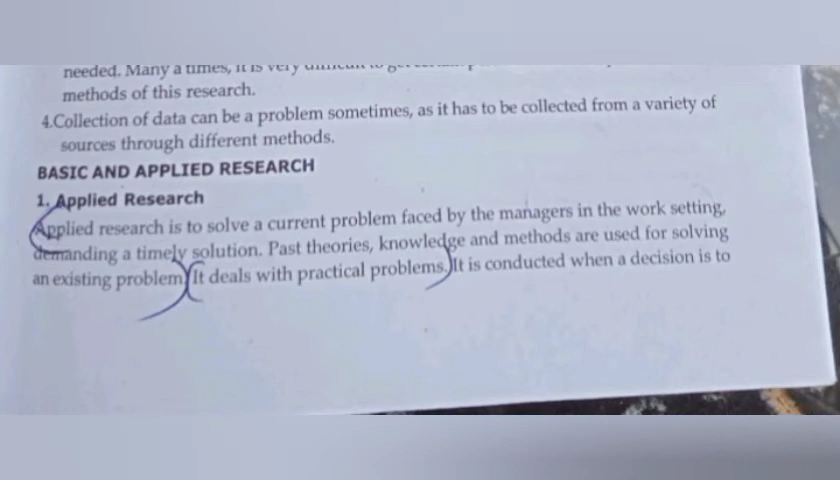 needed. Many a times, it is very difficult to
methods of this research.
4.Collection of data can be a problem sometimes, as it has to be collected from a variety of
sources through different methods.
BASIC AND APPLIED RESEARCH
1. Applied Research
Applied research is to solve a current problem faced by the managers in the work setting,
demanding a timely solution. Past theories, knowledge and methods are used for solving
an existing problem. It deals with practical problems. It is conducted when a decision is to